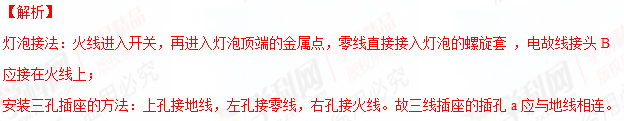 【解析】
灯泡接法：火线进入开关，再进入灯泡顶端的金属点，零线直接接入灯泡的螺旋套 ，电故线接头 B
应接在火线上；
安装三孔插座的方法：上孔接地线，左孔接零线，右孔接火线。故三线插座的插孔 a 应与地线相连。